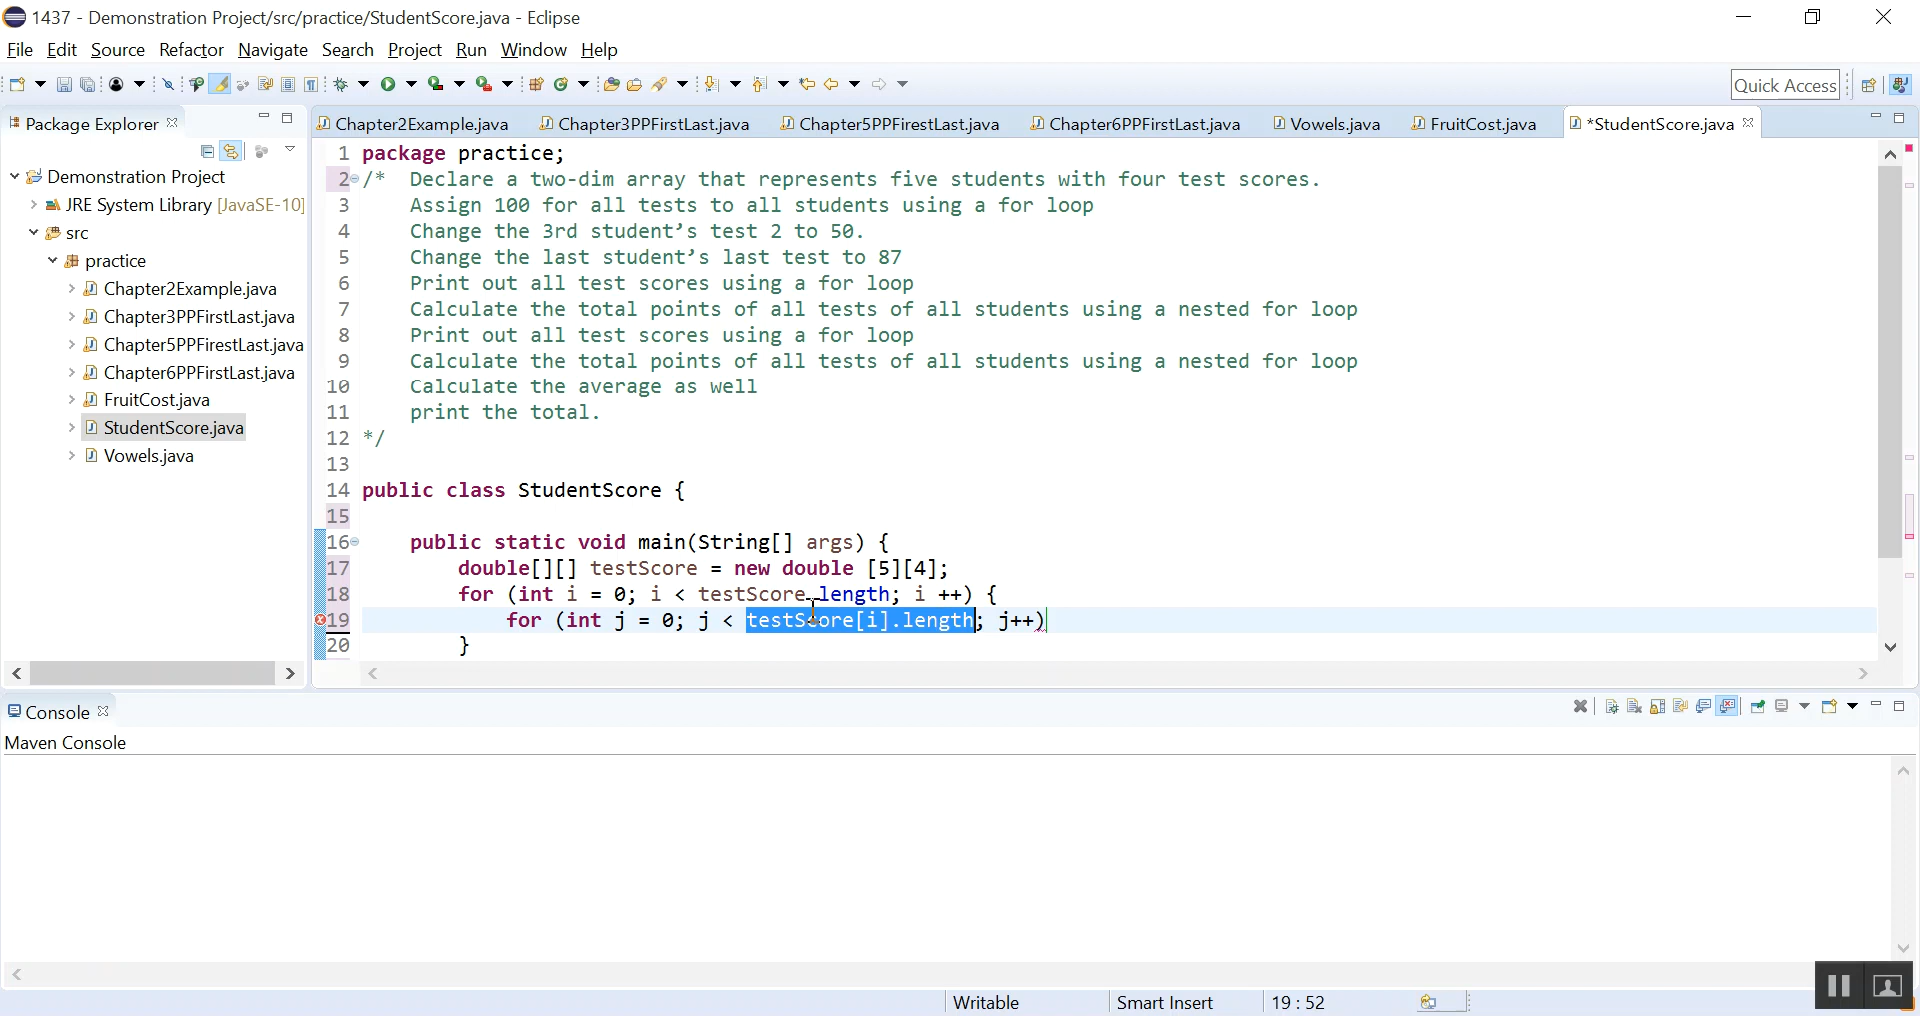 1437 - Demonstration Project/src/practice/StudentScore.java - Eclipse
File Edit Source Refactor Navigate Search Project Run Window Help
Quick Access
Package Explorer
Chapter2Example.java Chapter3PPFirstLast.java Chapter5PPFirestLast.java Chapter6PPFirstLast.java Vowels.java FruitCost.java *StudentScore.java
Demonstration Project
JRE System Library [JavaSE-10]
src
practice
Chapter2Example.java
Chapter3PPFirstLast.java
Chapter5PPFirestLast.java
Chapter6PPFirstLast.java
FruitCost.java
StudentScore.java
Vowels.java
1 package practice;
2 /* Declare a two-dim array that represents five students with four test scores.
3 Assign 100 for all tests to all students using a for loop
4 Change the 3rd student's test 2 to 50.
5 Change the last student's last test to 87
6 Print out all test scores using a for loop
7 Calculate the total points of all tests of all students using a nested for loop
8 Print out all test scores using a for loop
9 Calculate the total points of all tests of all students using a nested for loop
10 Calculate the average as well
11 print the total.
12 */
13
14 public class StudentScore {
15
16 public static void main(String[] args) {
17 double[][] testScore = new double [5][4];
18 for (int i = 0; i < testScore.length; i ++) {
19 for (int j = 0; j < testScore[i].length; j++)
20 }
Console
Maven Console
Writable Smart Insert 19 : 52